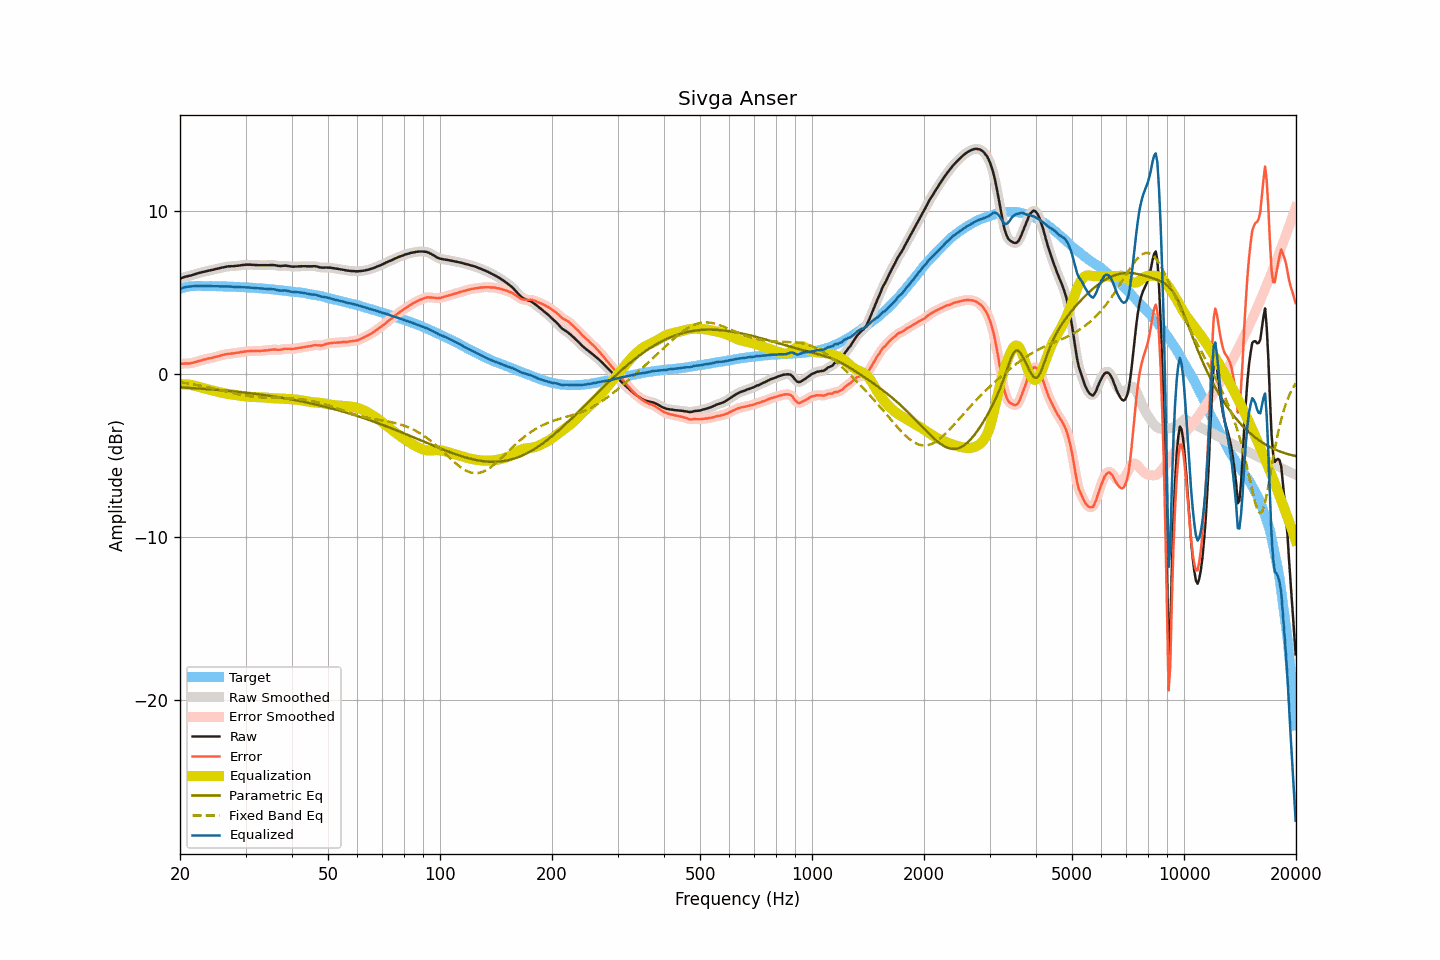 Sivga Anser
Amplitude (dBr)
10
0
−10
−20
Target
Raw Smoothed
Error Smoothed
Raw
Error
Equalization
Parametric Eq
Fixed Band Eq
Equalized
20 50 100 200 500 1000 2000 5000 10000 20000
Frequency (Hz)